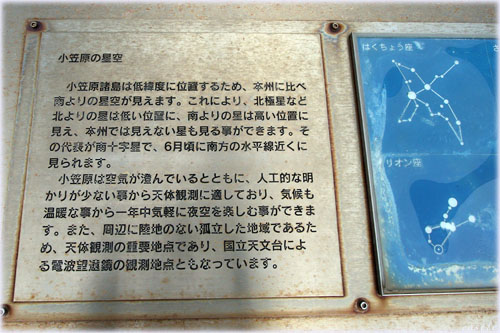 小笠原の星空
小笠原諸島は低緯度に位置するため、本州に比べ
南よりの星空が見えます。これにより、北極星など
北よりの星は低い位置に、南よりの星は高い位置に
見え、本州では見えない星も見る事ができます。そ
の代表が南十字星で、6月頃に南方の水平線近くに
見られます。
小笠原は空気が澄んでいるとともに、人工的な明
かりが少ない事から天体観測に適しており、気候も
温暖な事から一年中気軽に夜空を楽しむ事ができま
す。また、周辺に陸地のない孤立した地域であるた
め、天体観測の重要地点であり、国立天文台によ
る電波望遠鏡の観測地点ともなっています。
はくちょう座
リオン座
さ